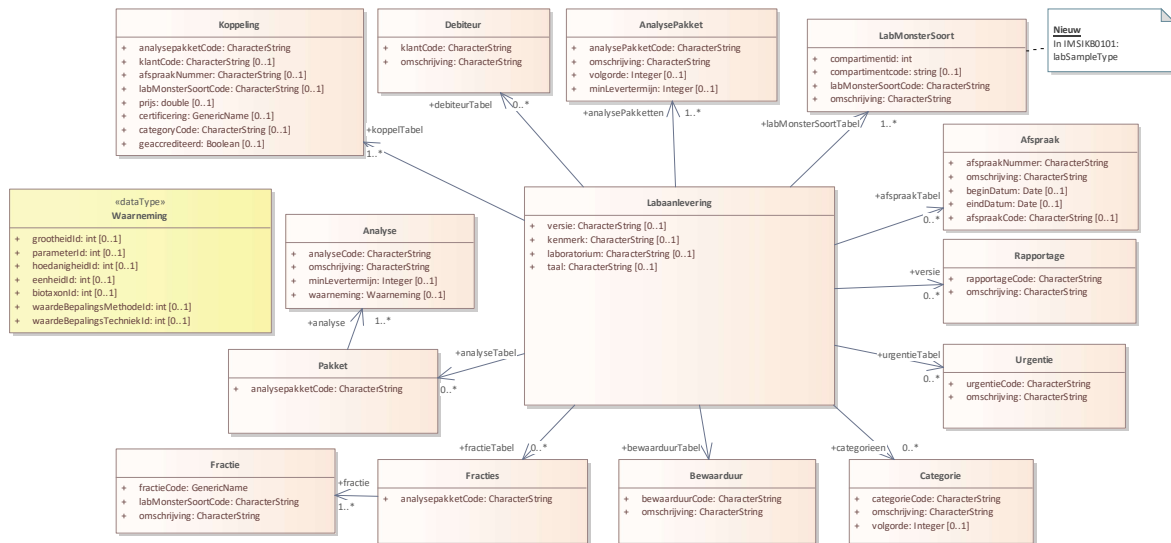 Koppeling
+ analysepakketCode: CharacterString
+ klantCode: CharacterString [0..1]
+ afspraakNummer: CharacterString [0..1]
+ labMonsterSoortCode: CharacterString [0..1]
+ prijs: double [0..1]
+ certificering: GenericName [0..1]
+ categoryCode: CharacterString [0..1]
+ geaccrediteerd: Boolean [0..1]
Debiteur
+ klantCode: CharacterString
+ omschrijving: CharacterString
AnalysePakket
+ analysePakketCode: CharacterString
+ omschrijving: CharacterString
+ volgorde: Integer [0..1]
+ minLevertermijn: Integer [0..1]
LabMonsterSoort
+ compartimentid: int
+ compartimentcode: string [0..1]
+ labMonsterSoortCode: CharacterString
+ omschrijving: CharacterString
Nieuw
In IMSIKB0101:
labSampleType
+debiteurTabel
0..*
+analysePakketten
1..*
+labMonsterSoortTabel
1..*
+koppelTabel
1..*
Afspraak
+ afspraakNummer: CharacterString
+ omschrijving: CharacterString
+ beginDatum: Date [0..1]
+ eindDatum: Date [0..1]
+ afspraakCode: CharacterString [0..1]
«dataType»
Waarneming
+ grootheidId: int [0..1]
+ parameterId: int [0..1]
+ hoedanigheidId: int [0..1]
+ eenheidId: int [0..1]
+ biotaxonId: int [0..1]
+ waardeBepalingsMethodeId: int [0..1]
+ waardeBepalingsTechniekId: int [0..1]
Analyse
+ analyseCode: CharacterString
+ omschrijving: CharacterString
+ minLevertermijn: Integer [0..1]
+ waarneming: Waarneming [0..1]
Labaanlevering
+ versie: CharacterString [0..1]
+ kenmerk: CharacterString [0..1]
+ laboratorium: CharacterString [0..1]
+ taal: CharacterString [0..1]
+afspraakTabel
0..*
Rapportage
+ rapportageCode: CharacterString
+ omschrijving: CharacterString
+versie
0..*
+analyse
1..*
Pakket
+ analysepakketCode: CharacterString
+analyseTabel
0..*
+urgentieTabel
0..*
Urgentie
+ urgentieCode: CharacterString
+ omschrijving: CharacterString
+fractieTabel
0..*
+bewaarduurTabel
+categorieen
0..*
Fractie
+ fractieCode: GenericName
+ labMonsterSoortCode: CharacterString
+ omschrijving: CharacterString
+fractie
1..*
Fracties
+ analysepakketCode: CharacterString
Bewaarduur
+ bewaarduurCode: CharacterString
+ omschrijving: CharacterString
Categorie
+ categorieCode: CharacterString
+ omschrijving: CharacterString
+ volgorde: Integer [0..1]